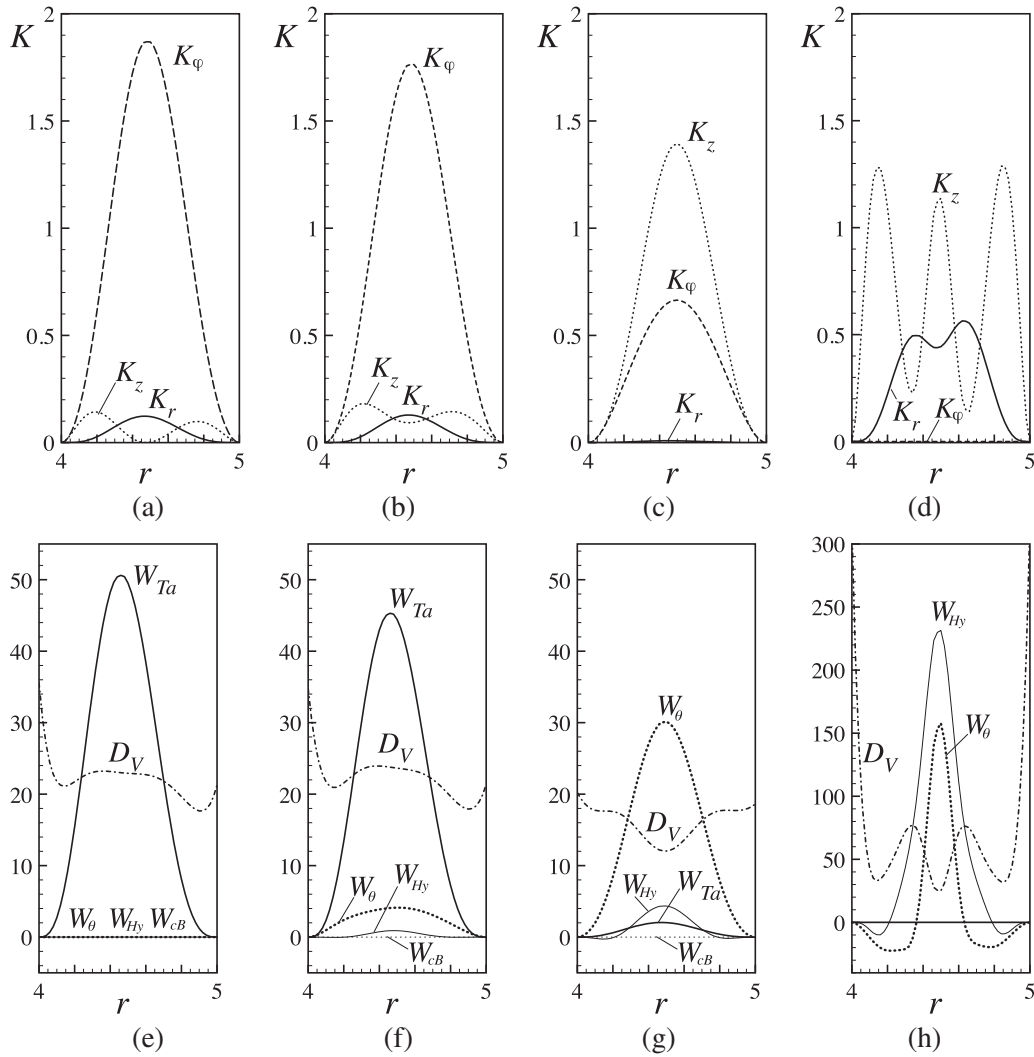 K
2
1.5
1
0.5
0
Kφ
Kz
Kr
4
5
r
(a)
K
2
1.5
1
0.5
0
Kφ
Kz
Kr
4
5
r
(b)
K
2
1.5
1
0.5
0
Kz
Kφ
Kr
4
5
r
(c)
K
2
1.5
1
0.5
0
Kz
Kr
Kφ
4
5
r
(d)
50
40
30
20
10
0
WTa
DV
Wθ WHy WcB
4
5
r
(e)
50
40
30
20
10
0
WTa
DV
Wθ
WHy
WcB
4
5
r
(f)
50
40
30
20
10
0
Wθ
DV
WHy
WTa
WcB
4
5
r
(g)
300
250
200
150
100
50
0
WHy
Wθ
DV
4
5
r
(h)